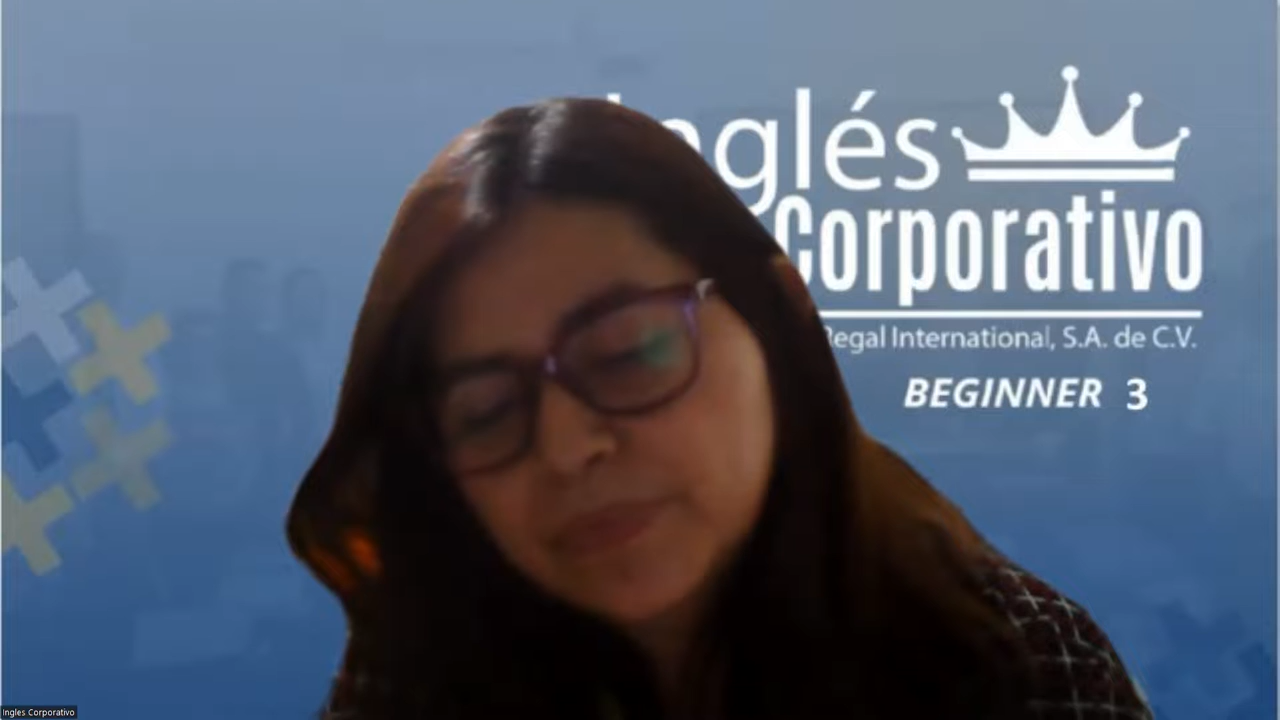 Inglés
Corporativo
Regal International, S.A. de C.V.
BEGINNER 3
Ingles Corporativo